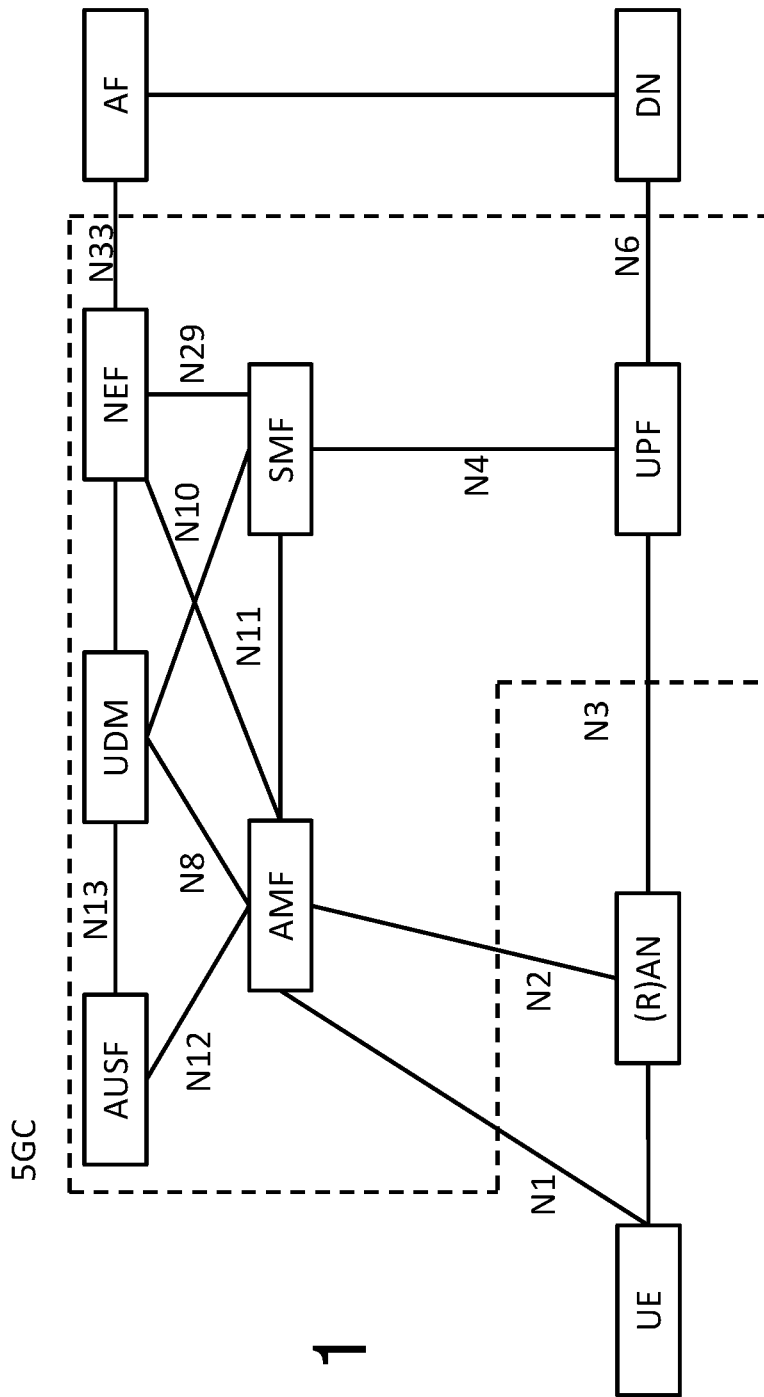 5GC
AUSF
N13
UDM
NEF
N33
AF
N12
N8
N10
N29
AMF
N11
SMF
N1
N2
N4
N3
N6
UE
(R)AN
UPF
DN
1